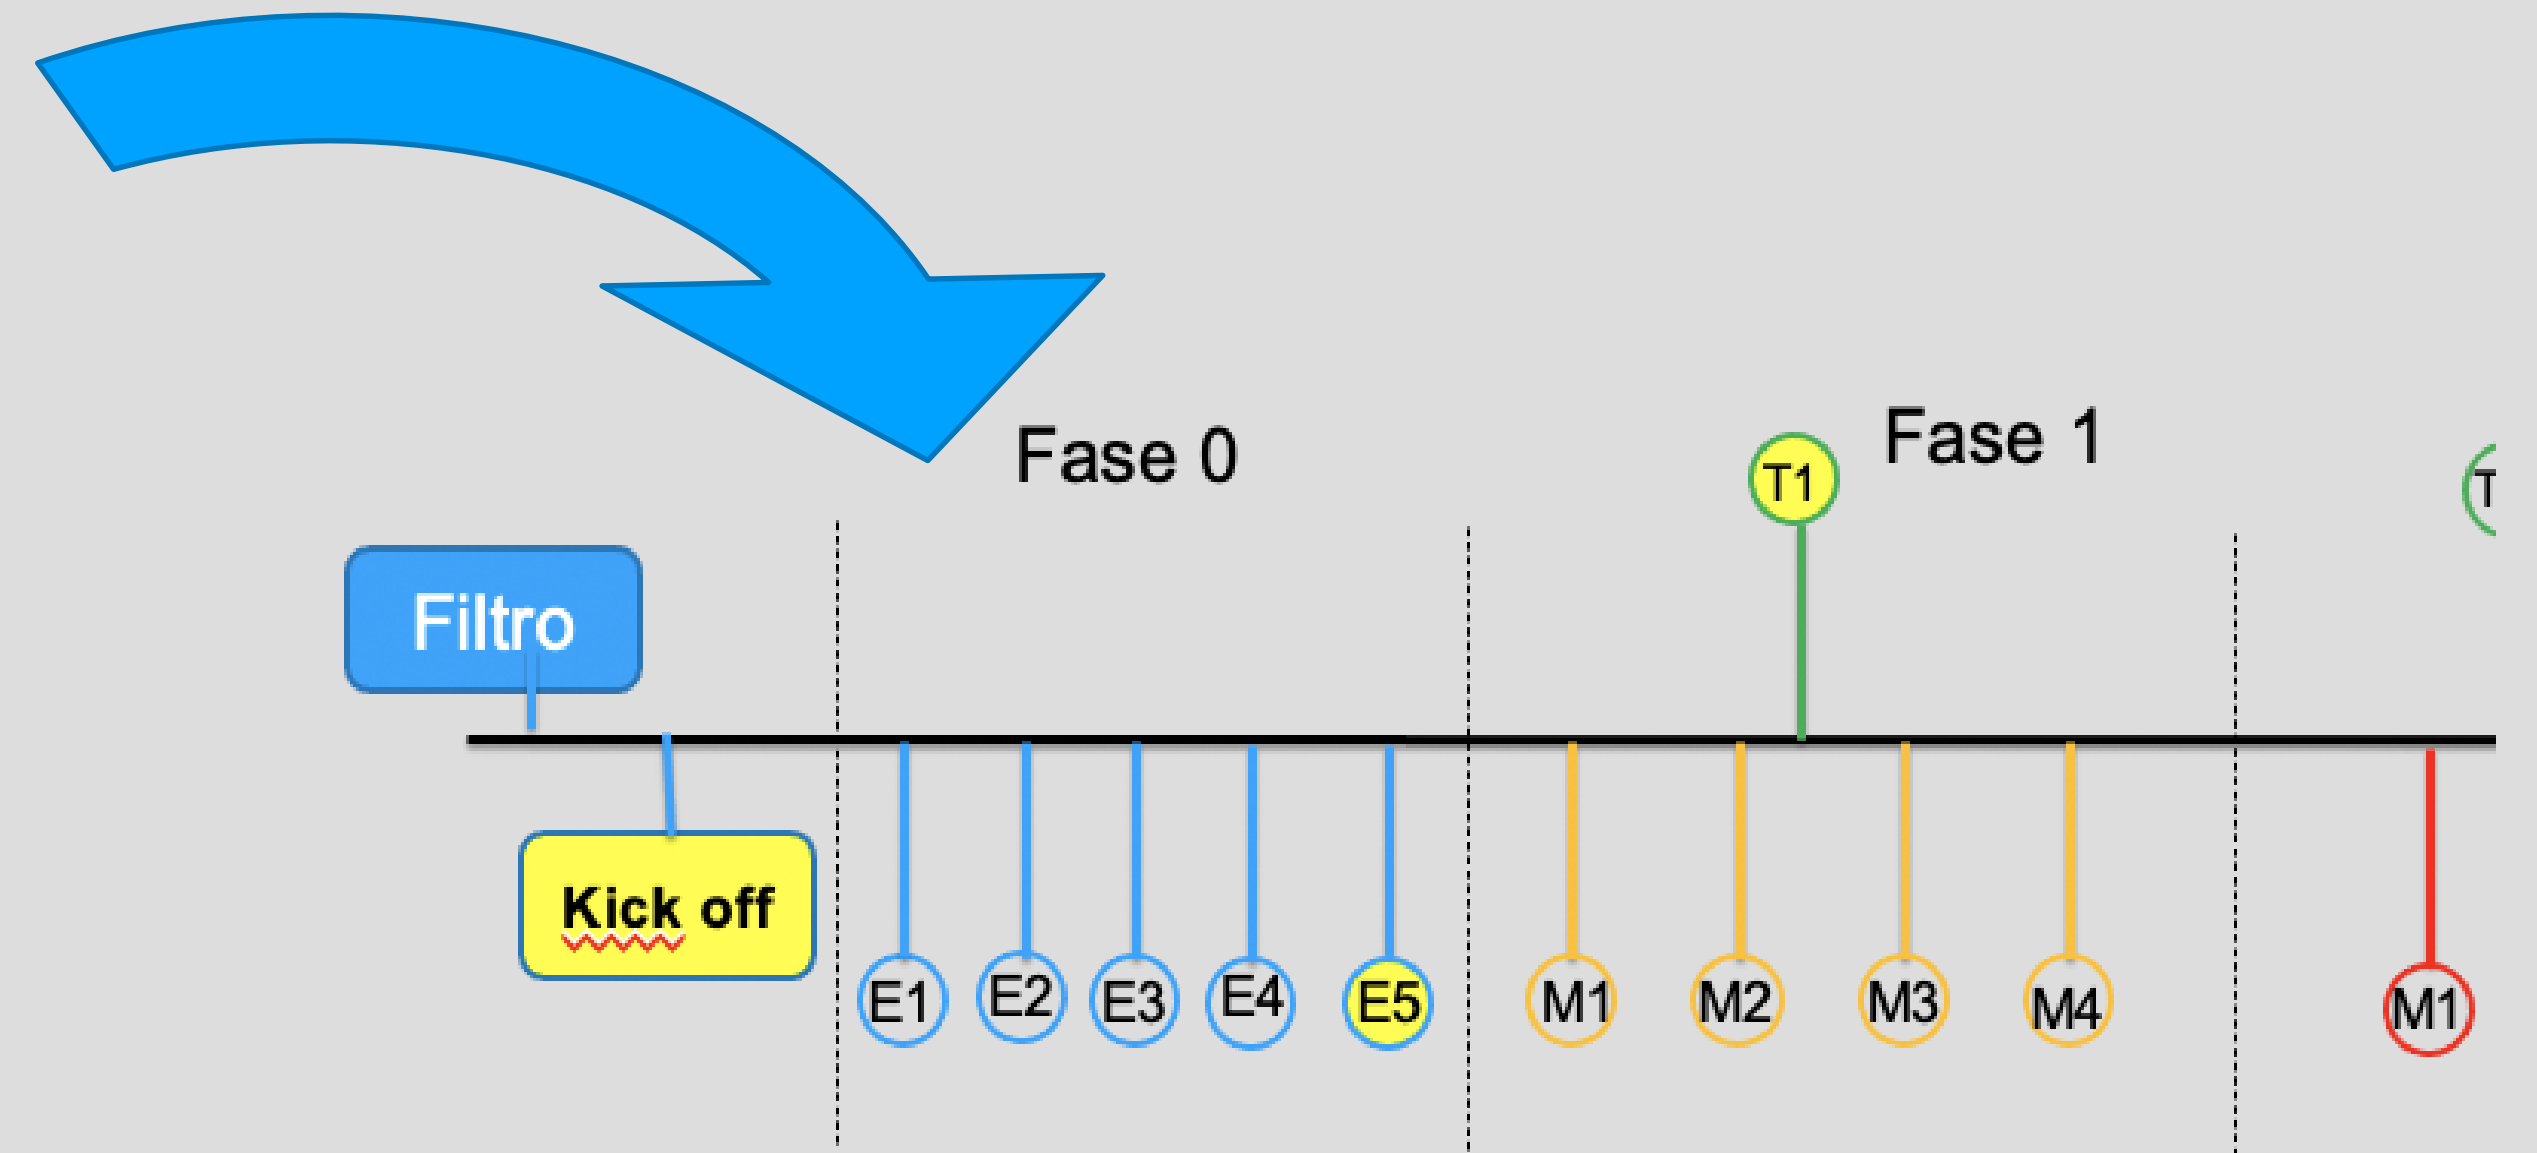 Fase 0
Fase 1
T1
T
Filtro
Kick off
E1
E2
E3
E4
E5
M1
M2
M3
M4
M1